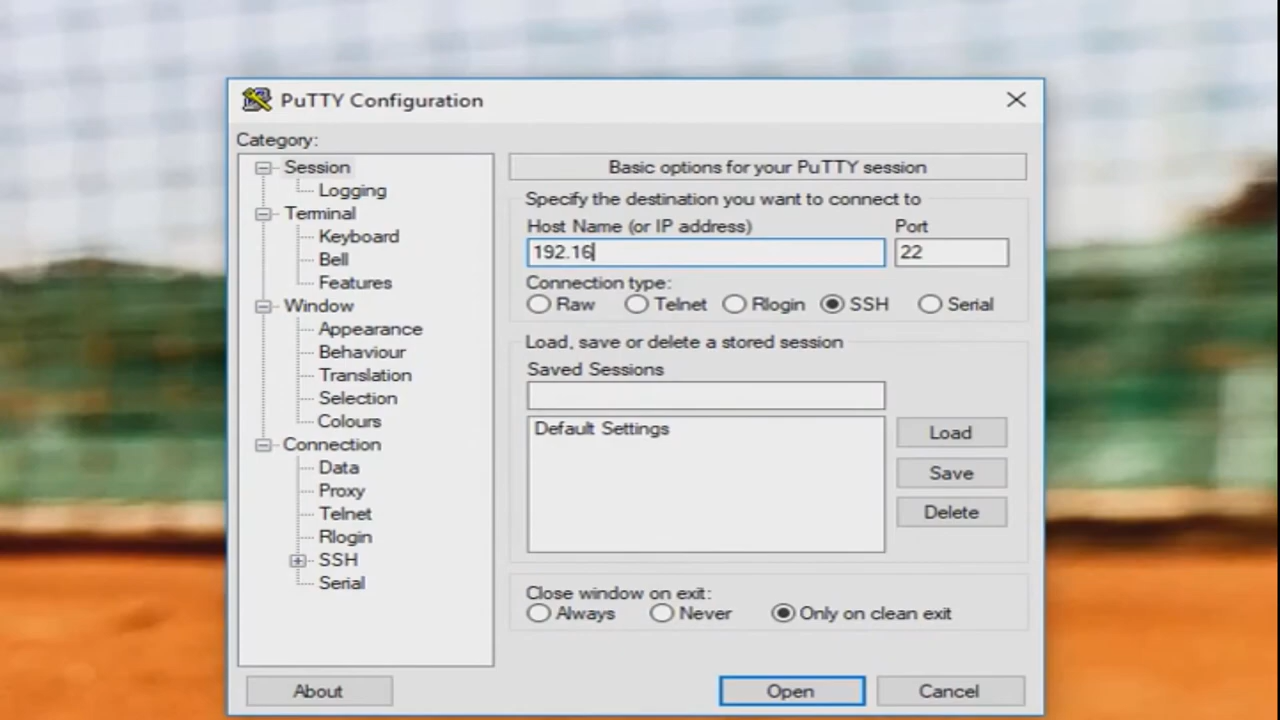 PuTTY Configuration
Category:
Session
Logging
Terminal
Keyboard
Bell
Features
Window
Appearance
Behaviour
Translation
Selection
Colours
Connection
Data
Proxy
Telnet
Rlogin
SSH
Serial
Basic options for your PuTTY session
Specify the destination you want to connect to
Host Name (or IP address) Port
192.16 22
Connection type:
Raw Telnet Rlogin SSH Serial
Load, save or delete a stored session
Saved Sessions
Default Settings
Load
Save
Delete
Close window on exit:
Always Never Only on clean exit
About Open Cancel